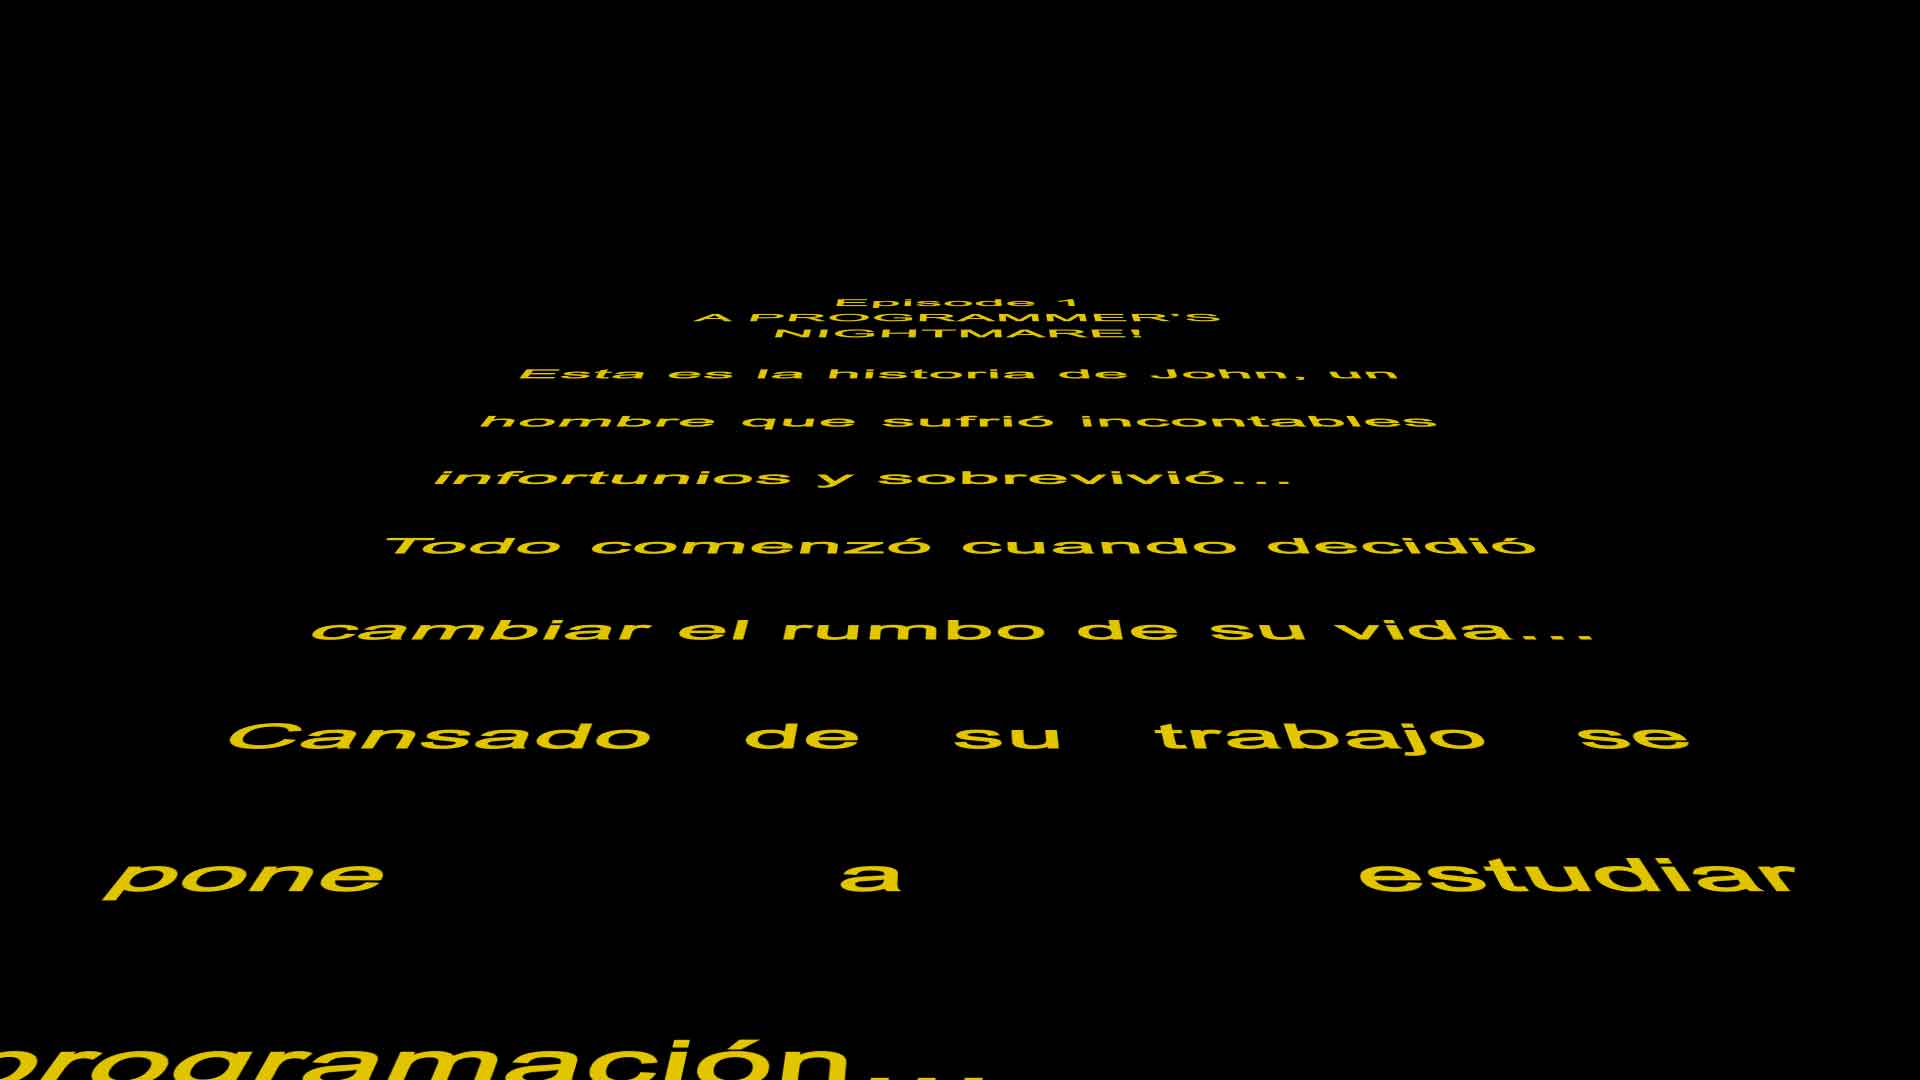 Episode 1
A PROGRAMMER'S
NIGHTMARE!
Esta es la historia de John, un
hombre que sufrió incontables
infortunios y sobrevivió...
Todo comenzó cuando decidió
cambiar el rumbo de su vida...
Cansado de su trabajo se
pone a estudiar
programación...